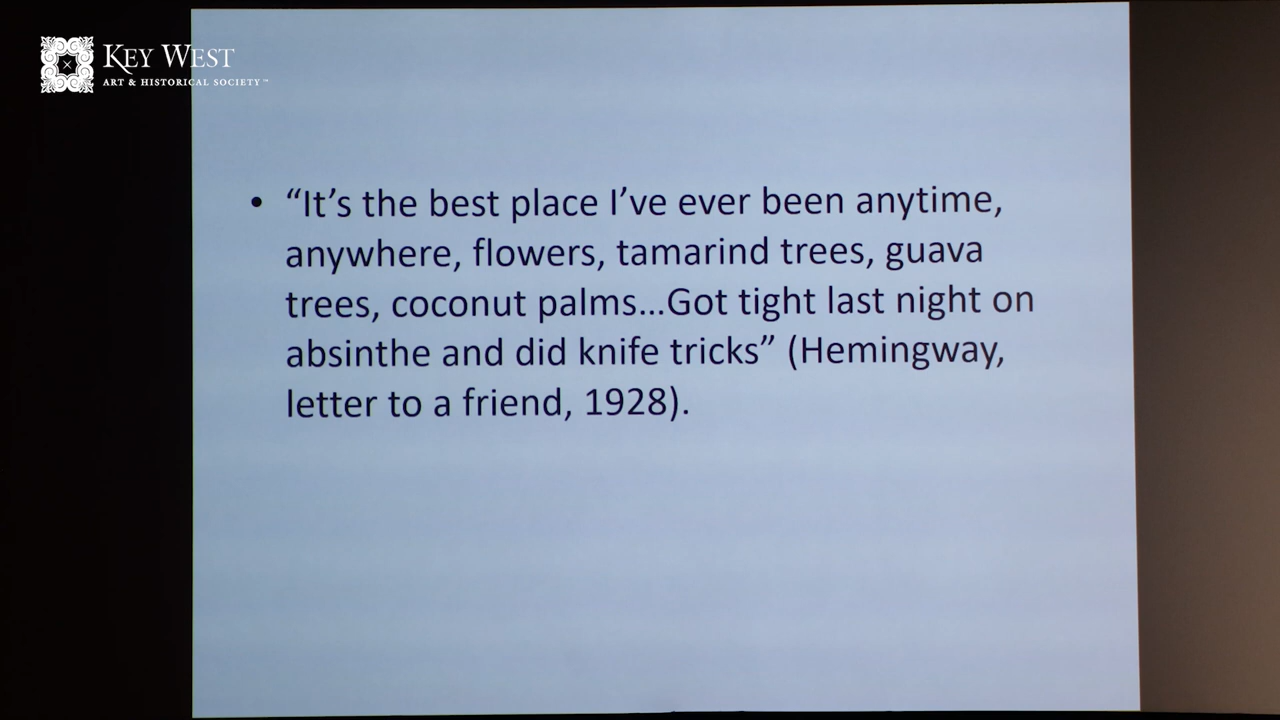 KEY WEST
ART & HISTORICAL SOCIETY™
• “It’s the best place I’ve ever been anytime,
anywhere, flowers, tamarind trees, guava
trees, coconut palms...Got tight last night on
absinthe and did knife tricks” (Hemingway,
letter to a friend, 1928).